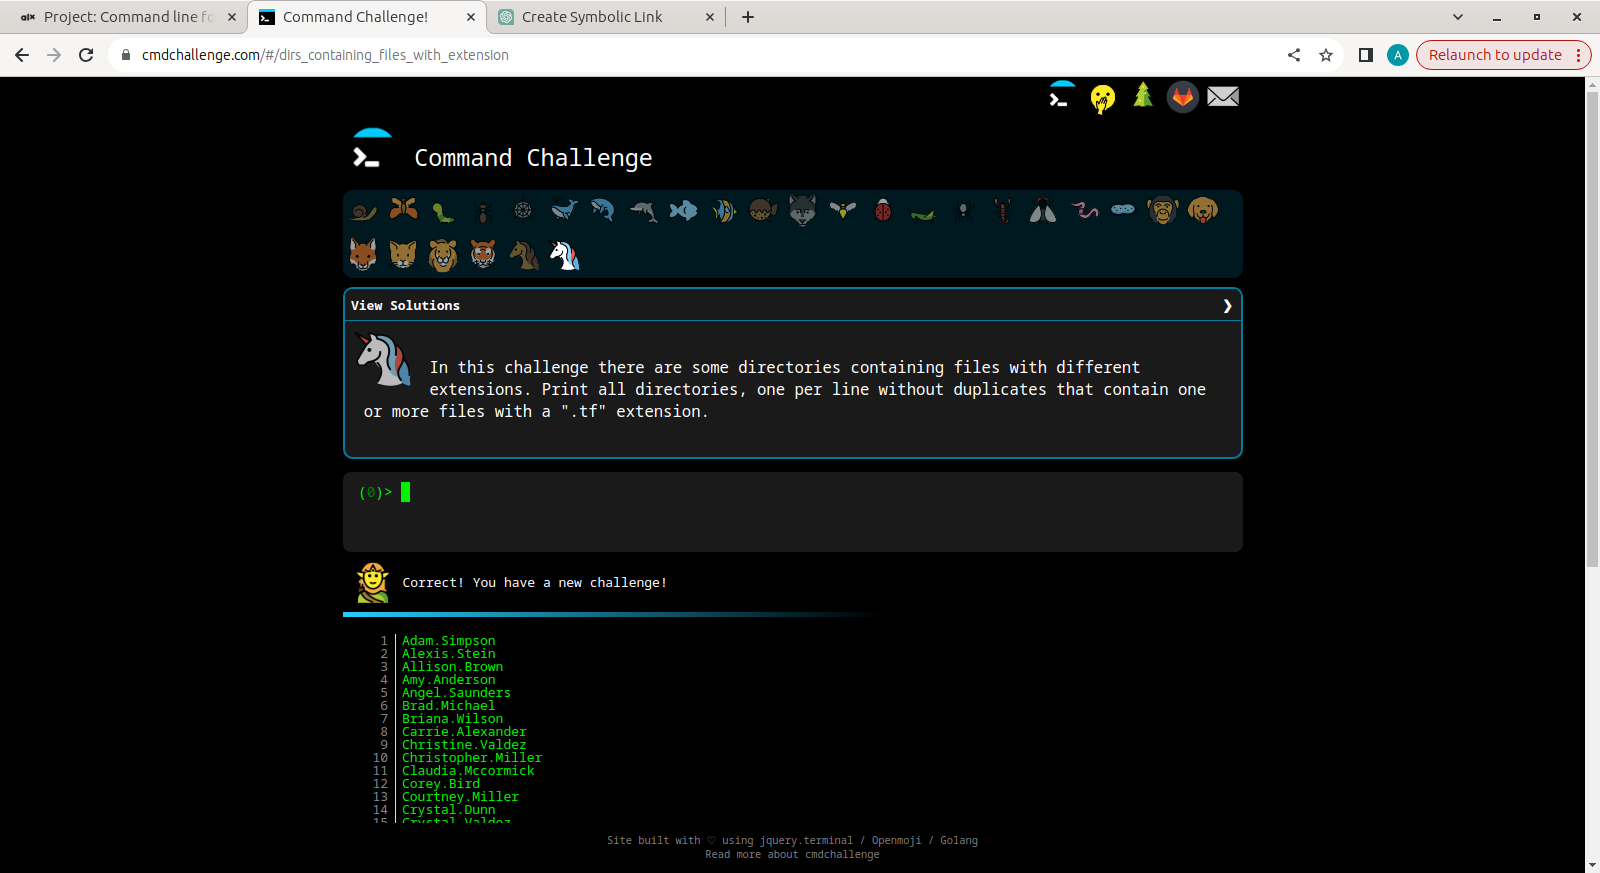 alx Project: Command line fo
Command Challenge!
Create Symbolic Link
cmdchallenge.com/#/dirs_containing_files_with_extension
A
Relaunch to update
Command Challenge
View Solutions
In this challenge there are some directories containing files with different
extensions. Print all directories, one per line without duplicates that contain one
or more files with a ".tf" extension.
(0)>
Correct! You have a new challenge!
1 Adam.Simpson
2 Alexis.Stein
3 Allison.Brown
4 Amy.Anderson
5 Angel.Saunders
6 Brad.Michael
7 Briana.Wilson
8 Carrie.Alexander
9 Christine.Valdez
10 Christopher.Miller
11 Claudia.Mccormick
12 Corey.Bird
13 Courtney.Miller
14 Crystal.Dunn
15 Crystal.Valdez
Site built with ♡ using jquery.terminal / Openmoji / Golang
Read more about cmdchallenge